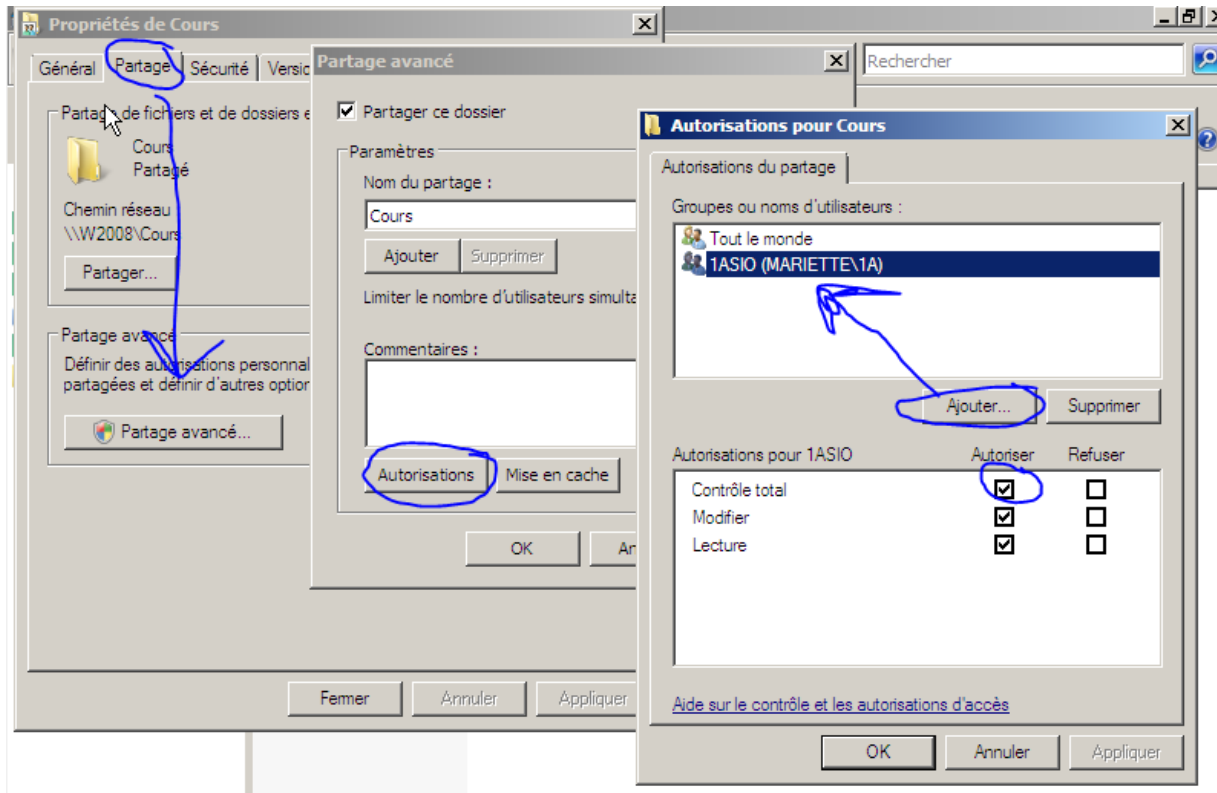 Propriétés de Cours
Général Partage Sécurité Versic
Partage de fichiers et de dossiers e
Cours
Partagé
Chemin réseau :
\\W2008\Cours
Partager...
Partage avancé
Définir des autorisations personnal
partagées et définir d'autres option
Partage avancé...
Fermer Annuler Appliquer
Partage avancé
Partager ce dossier
Paramètres
Nom du partage :
Cours
Ajouter Supprimer
Limiter le nombre d'utilisateurs simulta
Commentaires :
Autorisations Mise en cache
OK An
Rechercher
Autorisations pour Cours
Autorisations du partage
Groupes ou noms d'utilisateurs :
Tout le monde
1ASIO (MARIETTE\1A)
Ajouter... Supprimer
Autorisations pour 1ASIO Autoriser Refuser
Contrôle total
Modifier
Lecture
Aide sur le contrôle et les autorisations d'accès
OK Annuler Appliquer